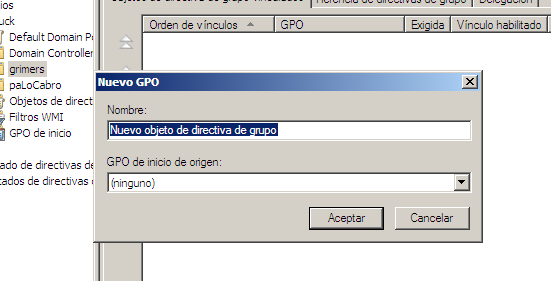 Objetos de directiva de grupo vinculados Herencia de directivas de grupo Delegación
Orden de vínculos GPO Exigida Vínculo habilitado
ios
uck
Default Domain Po
Domain Controller
grimers
paLoCabro
Objetos de direct
Filtros WMI
GPO de inicio
ado de directivas de
tados de directivas d
Nuevo GPO
Nombre:
Nuevo objeto de directiva de grupo
GPO de inicio de origen:
(ninguno)
Aceptar Cancelar